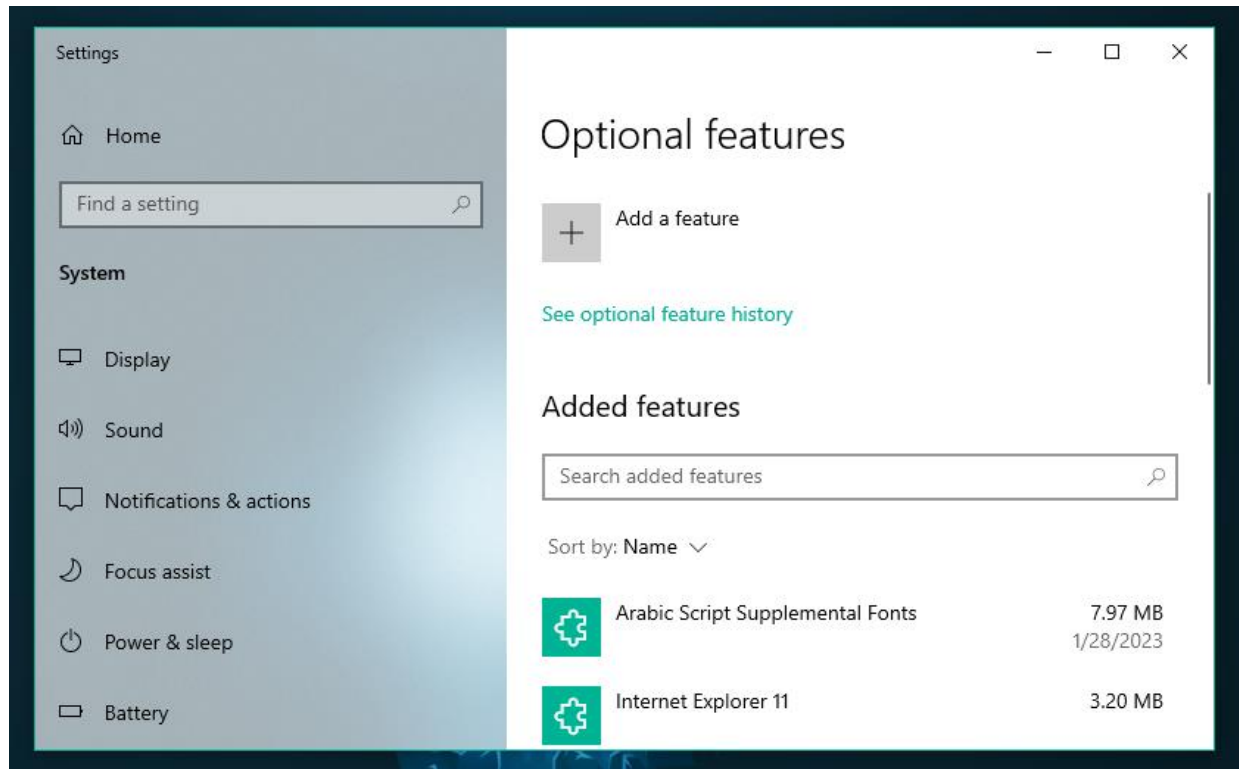 Settings
Home
Find a setting
System
Display
Sound
Notifications & actions
Focus assist
Power & sleep
Battery
Optional features
Add a feature
See optional feature history
Added features
Search added features
Sort by: Name
Arabic Script Supplemental Fonts 7.97 MB
1/28/2023
Internet Explorer 11 3.20 MB